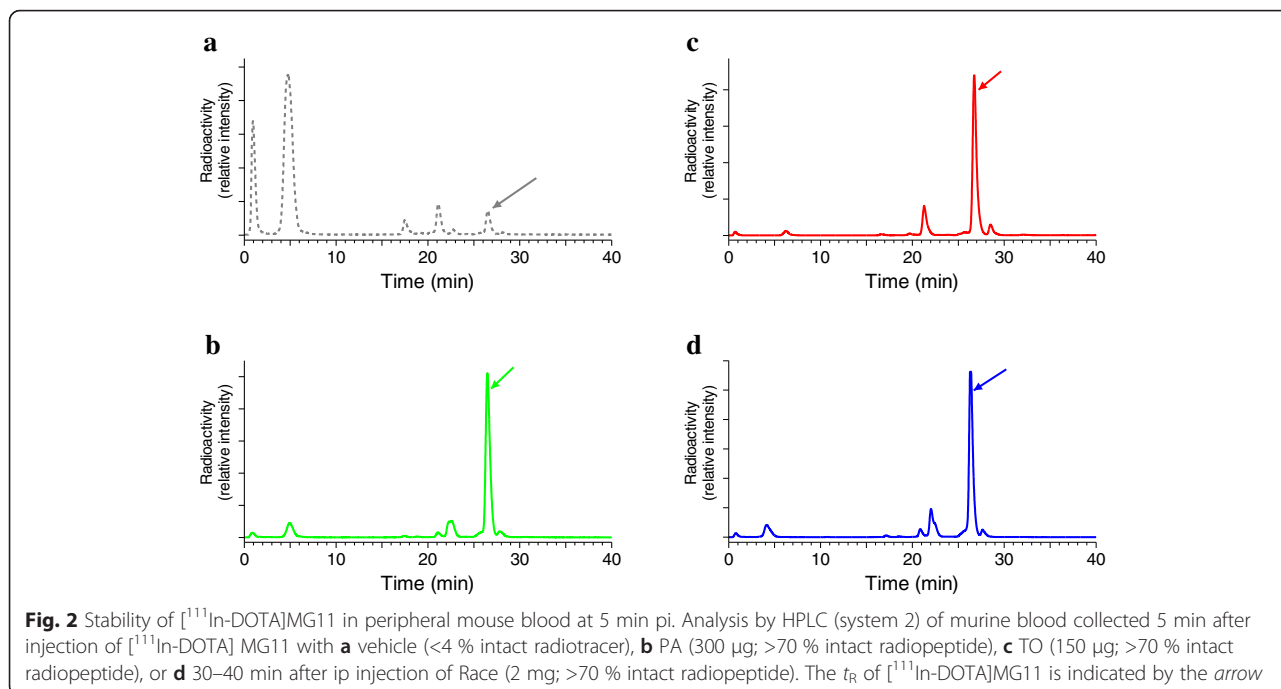 a
Radioactivity
(relative intensity)
0 10 20 30 40
Time (min)
c
Radioactivity
(relative intensity)
0 10 20 30 40
Time (min)
b
Radioactivity
(relative intensity)
0 10 20 30 40
Time (min)
d
Radioactivity
(relative intensity)
0 10 20 30 40
Time (min)
Fig. 2 Stability of [¹¹¹In-DOTA]MG11 in peripheral mouse blood at 5 min pi. Analysis by HPLC (system 2) of murine blood collected 5 min after
injection of [¹¹¹In-DOTA] MG11 with a vehicle (<4 % intact radiotracer), b PA (300 μg; >70 % intact radiopeptide), c TO (150 μg; >70 % intact
radiopeptide), or d 30–40 min after ip injection of Race (2 mg; >70 % intact radiopeptide). The tR of [¹¹¹In-DOTA]MG11 is indicated by the arrow